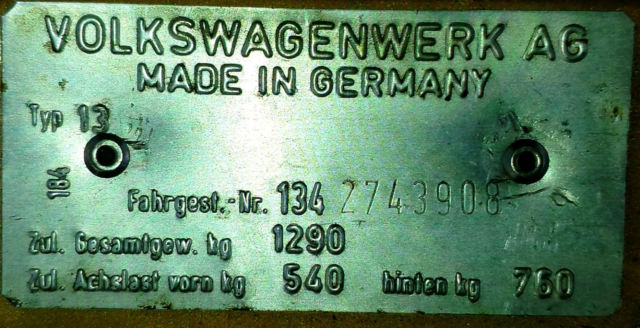 VOLKSWAGENWERK AG
MADE IN GERMANY
Typ 13
184
Fahrgest.-Nr. 134 2743908
Zul. Gesamtgew. kg 1290
Zul. Achslast vorn kg 540 hinten kg 760